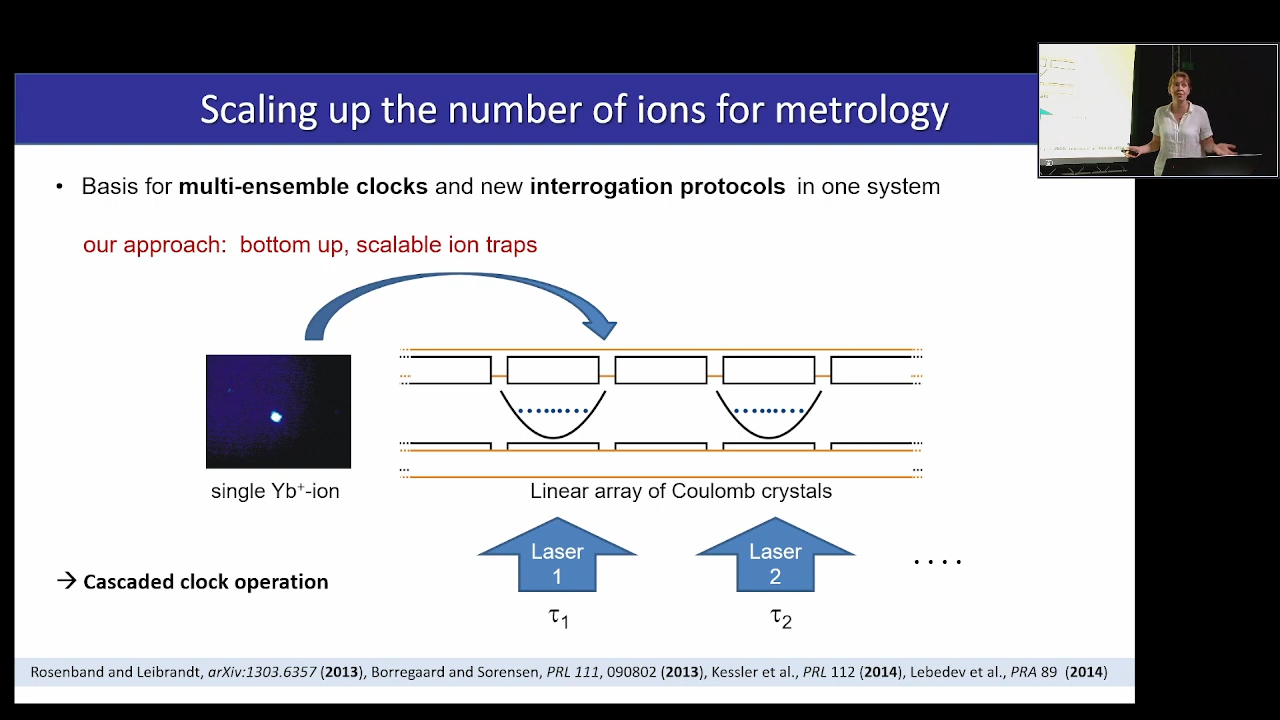 Scaling up the number of ions for metrology
• Basis for multi-ensemble clocks and new interrogation protocols in one system
our approach: bottom up, scalable ion traps
single Yb⁺-ion
Linear array of Coulomb crystals
Laser
1
Laser
2
. . . .
→ Cascaded clock operation
τ₁
τ₂
Rosenband and Leibrandt, arXiv:1303.6357 (2013), Borregaard and Sorensen, PRL 111, 090802 (2013), Kessler et al., PRL 112 (2014), Lebedev et al., PRA 89 (2014)